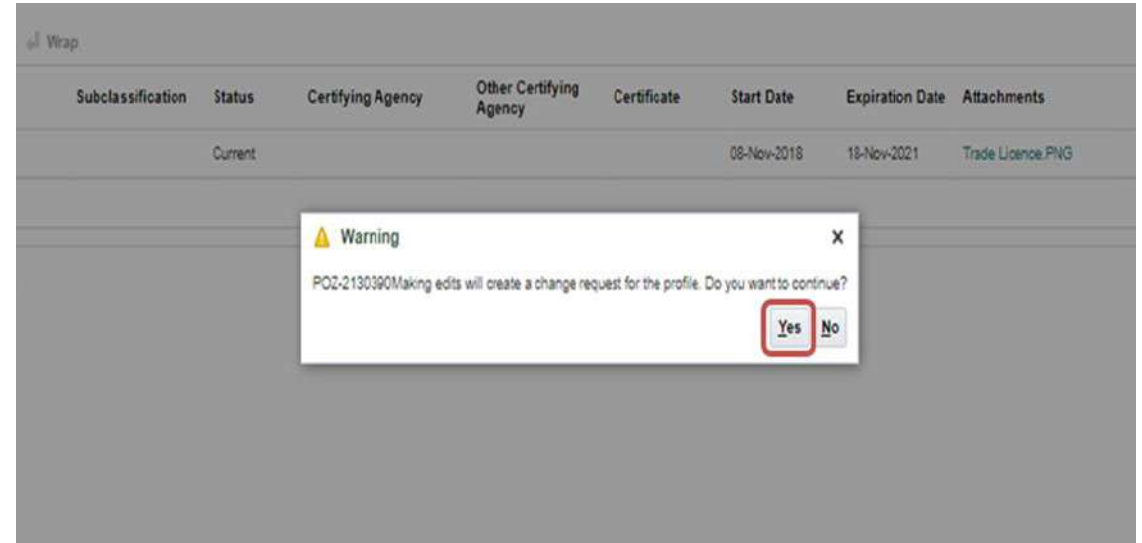 Wrap
Subclassification Status Certifying Agency Other Certifying Agency Certificate Start Date Expiration Date Attachments
Current 08-Nov-2018 18-Nov-2021 Trade Licence.PNG
Warning X
POZ-2130390Making edits will create a change request for the profile. Do you want to continue?
Yes No